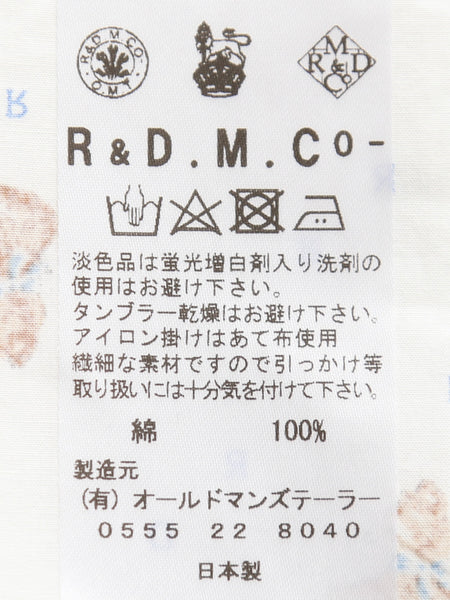 R&D.M.CO
O.M.T
M
R & D
Co
R & D . M . Co -
淡色品は蛍光増白剤入り洗剤の
使用はお避け下さい。
タンブラー乾燥はお避け下さい。
アイロン掛けはあて布使用
繊細な素材ですので引っかけ等
取り扱いには十分気を付けて下さい。
綿 100%
製造元
(有) オールドマンズテーラー
0555 22 8040
日本製
R